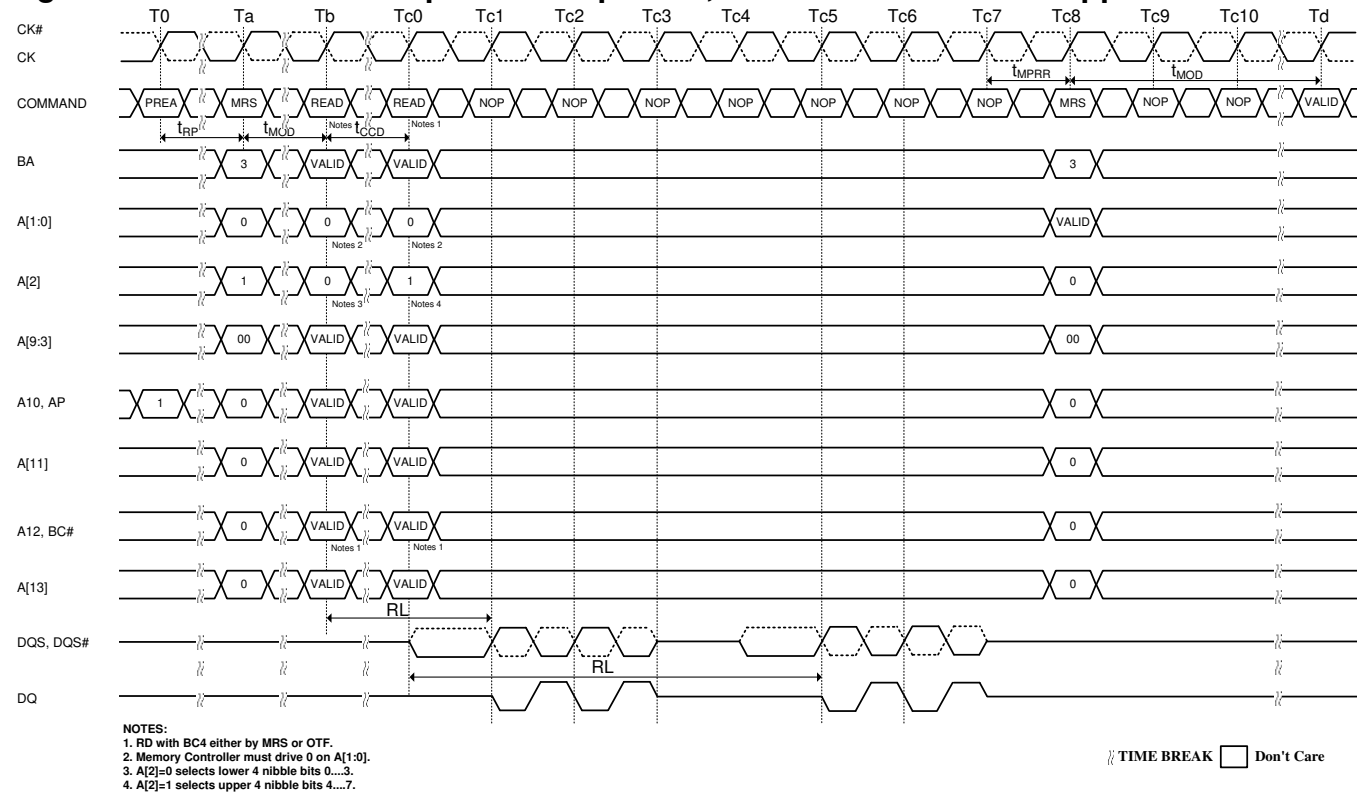 T0 Ta Tb Tc0 Tc1 Tc2 Tc3 Tc4 Tc5 Tc6 Tc7 Tc8 Tc9 Tc10 Td
CK#
CK
tMPRR tMOD
COMMAND PREA MRS READ READ NOP NOP NOP NOP NOP NOP NOP MRS NOP NOP VALID
Notes Notes 1
tRP tMOD tCCD
BA 3 VALID VALID 3
A[1:0] 0 0 0 VALID
Notes 2 Notes 2
A[2] 1 0 1 0
Notes 3 Notes 4
A[9:3] 00 VALID VALID 00
A10, AP 1 0 VALID VALID 0
A[11] 0 VALID VALID 0
A12, BC# 0 VALID VALID 0
Notes 1 Notes 1
A[13] 0 VALID VALID 0
RL
DQS, DQS#
RL
DQ
NOTES:
1. RD with BC4 either by MRS or OTF.
2. Memory Controller must drive 0 on A[1:0].
3. A[2]=0 selects lower 4 nibble bits 0....3.
4. A[2]=1 selects upper 4 nibble bits 4....7.
TIME BREAK Don't Care